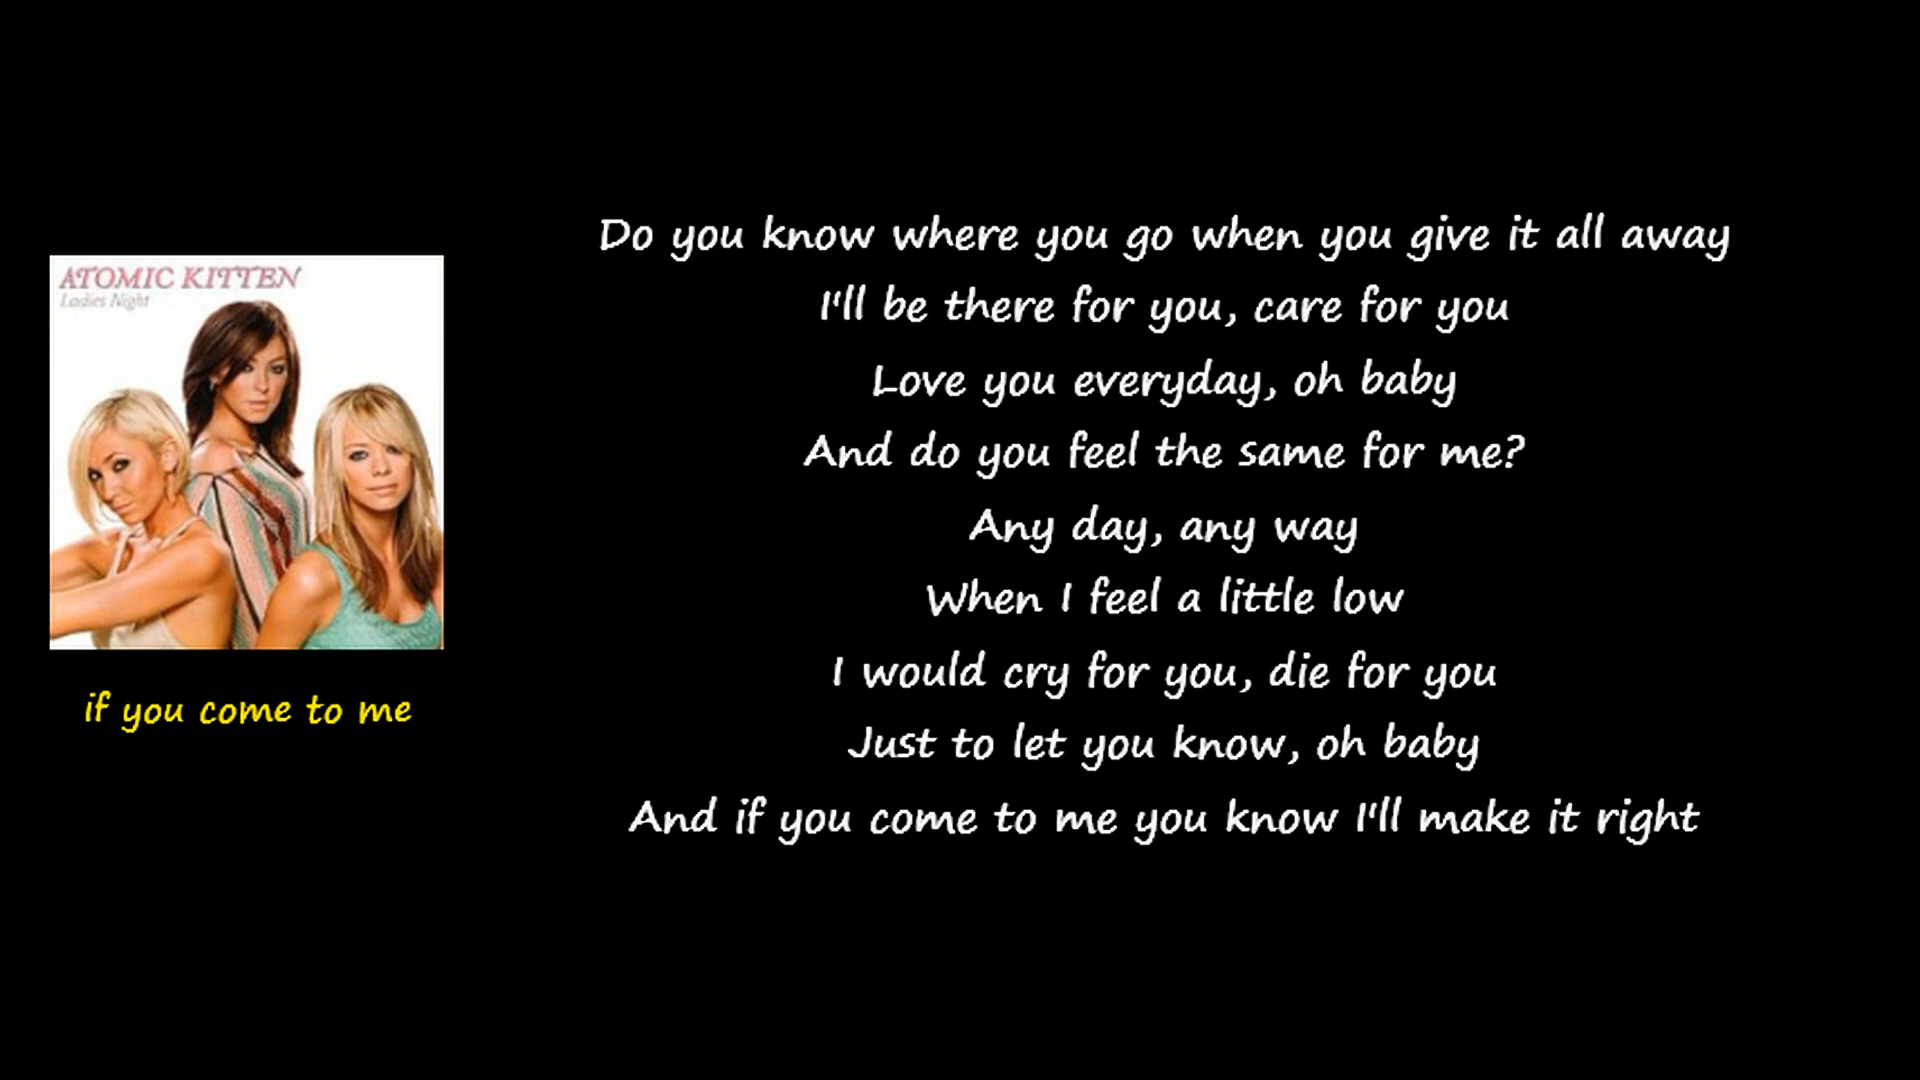 ATOMIC KITTEN
Ladies Night
if you come to me
Do you know where you go when you give it all away
I'll be there for you, care for you
Love you everyday, oh baby
And do you feel the same for me?
Any day, any way
When I feel a little low
I would cry for you, die for you
Just to let you know, oh baby
And if you come to me you know I'll make it right